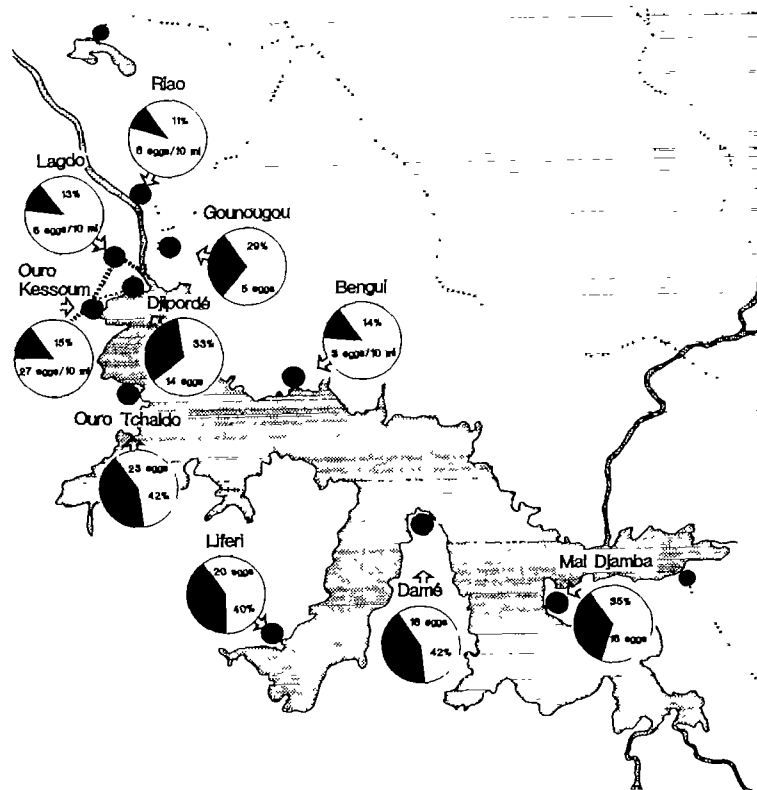 Riao
11%
6 eggs/10 ml
Lagdo
13%
6 eggs/10 ml
Gounougou
29%
5 eggs
Ouro
Kessoum
15%
27 eggs/10 ml
Djipordé
33%
14 eggs
Bengui
14%
3 eggs/10 ml
Ouro Tchaldo
23 eggs
42%
Liferi
20 eggs
40%
Damé
16 eggs
42%
Mal Djamba
35%
16 eggs